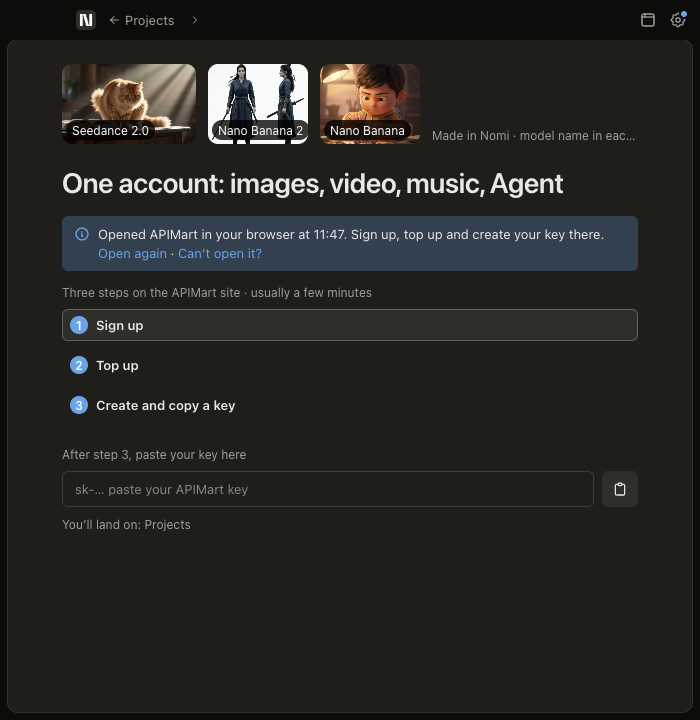 N ← Projects
Seedance 2.0
Nano Banana 2
Nano Banana
Made in Nomi · model name in eac...
One account: images, video, music, Agent
Opened APIMart in your browser at 11:47. Sign up, top up and create your key there.
Open again · Can't open it?
Three steps on the APIMart site · usually a few minutes
1 Sign up
2 Top up
3 Create and copy a key
After step 3, paste your key here
sk-... paste your APIMart key
You'll land on: Projects